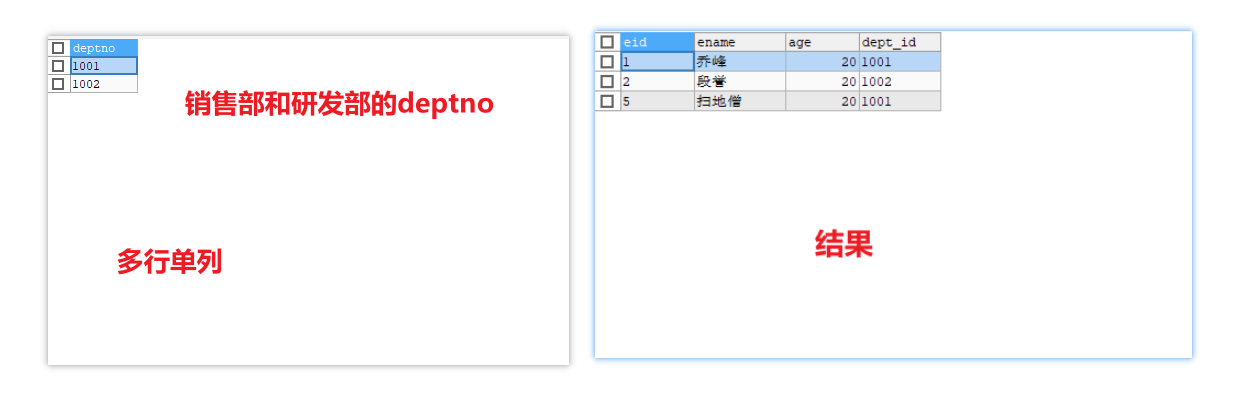 deptno
1001
1002
销售部和研发部的deptno
多行单列
eid ename age dept_id
1 乔峰 20 1001
2 段誉 20 1002
5 扫地僧 20 1001
结果